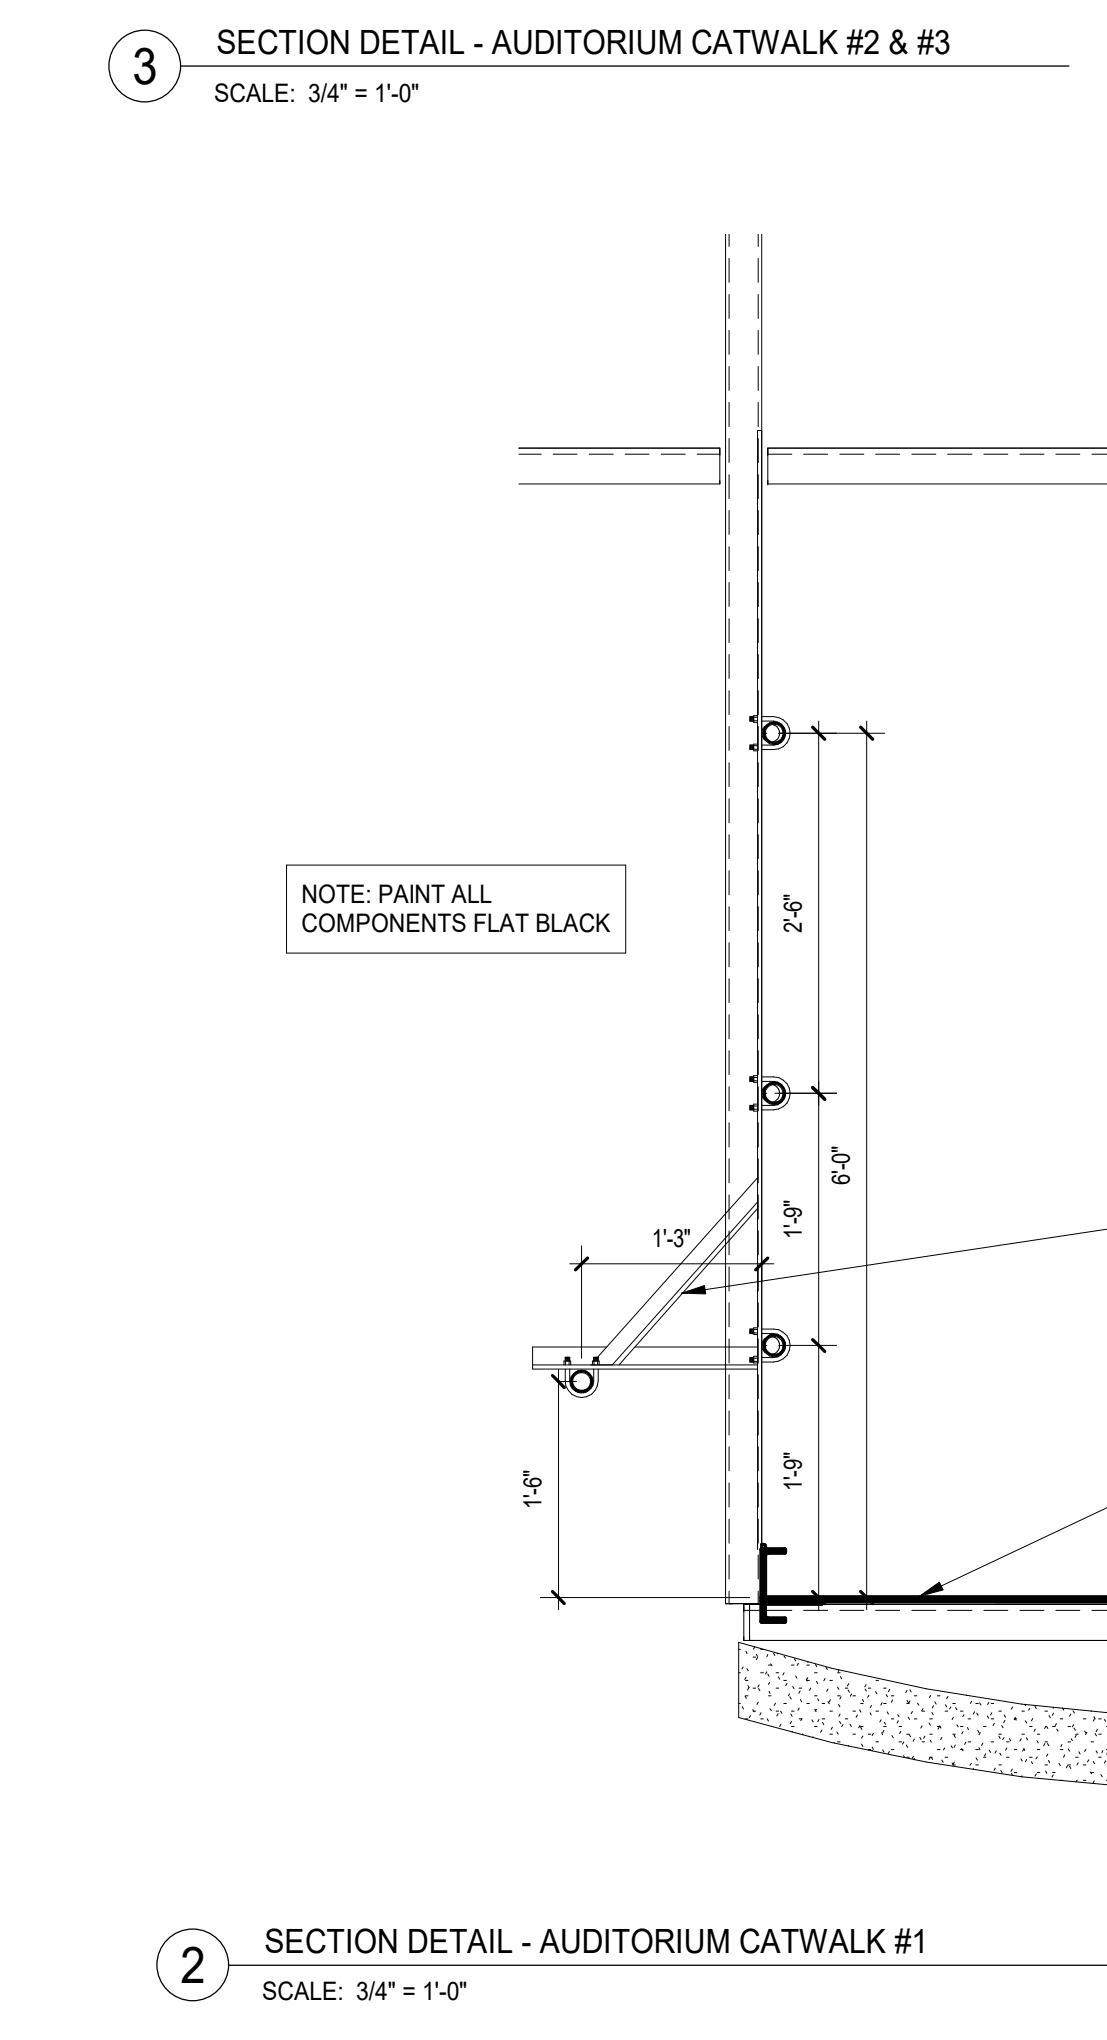 3
SECTION DETAIL - AUDITORIUM CATWALK #2 & #3
SCALE: 3/4" = 1'-0"
NOTE: PAINT ALL
COMPONENTS FLAT BLACK
2'-6"
6'-0"
1'-9"
1'-3"
1'-9"
1'-6"
2
SECTION DETAIL - AUDITORIUM CATWALK #1
SCALE: 3/4" = 1'-0"